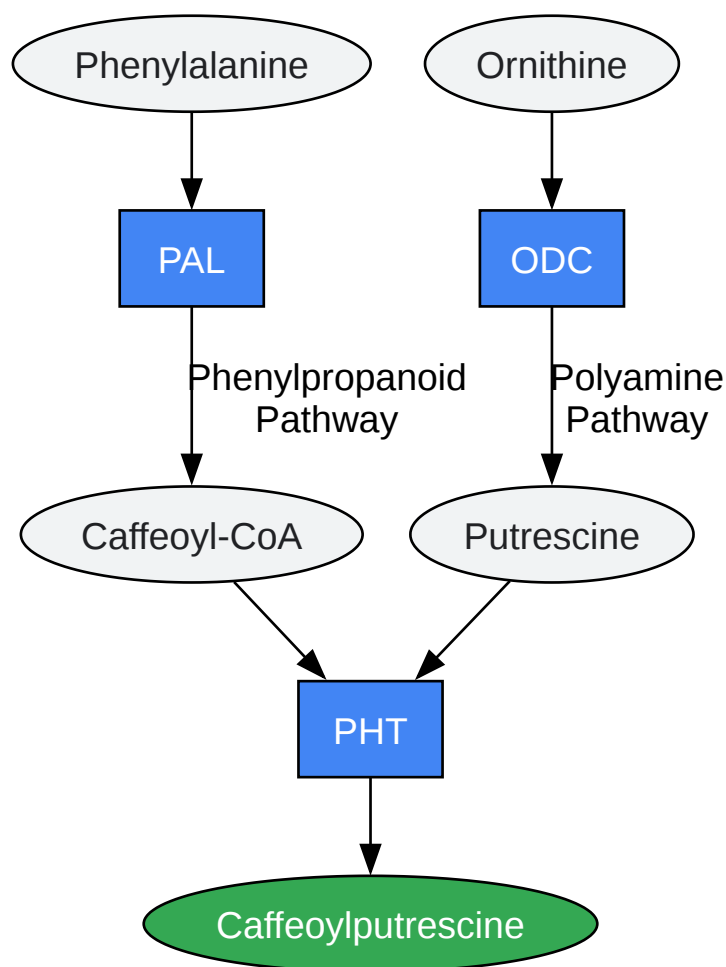 Phenylalanine
Ornithine
PAL
ODC
Phenylpropanoid
Pathway
Polyamine
Pathway
Caffeoyl-CoA
Putrescine
PHT
Caffeoylputrescine